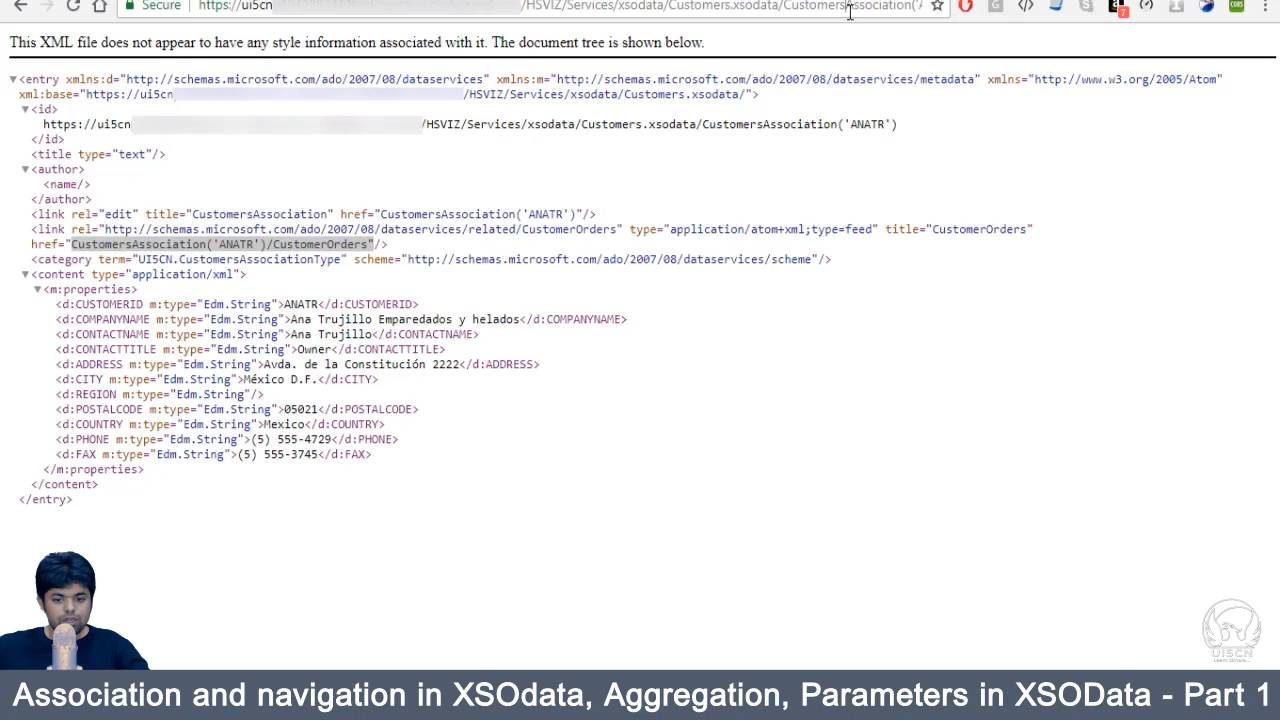 Secure https://ui5cn /HSVIZ/Services/xsodata/Customers.xsodata/CustomersAssociation('A
This XML file does not appear to have any style information associated with it. The document tree is shown below.
▼<entry xmlns:d="http://schemas.microsoft.com/ado/2007/08/dataservices" xmlns:m="http://schemas.microsoft.com/ado/2007/08/dataservices/metadata" xmlns="http://www.w3.org/2005/Atom"
xml:base="https://ui5cn /HSVIZ/Services/xsodata/Customers.xsodata/">
▼<id>
https://ui5cn /HSVIZ/Services/xsodata/Customers.xsodata/CustomersAssociation('ANATR')
</id>
<title type="text"/>
▼<author>
<name/>
</author>
<link rel="edit" title="CustomersAssociation" href="CustomersAssociation('ANATR')"/>
<link rel="http://schemas.microsoft.com/ado/2007/08/dataservices/related/CustomerOrders" type="application/atom+xml;type=feed" title="CustomerOrders"
href="CustomersAssociation('ANATR')/CustomerOrders"/>
<category term="UI5CN.CustomersAssociationType" scheme="http://schemas.microsoft.com/ado/2007/08/dataservices/scheme"/>
▼<content type="application/xml">
▼<m:properties>
<d:CUSTOMERID m:type="Edm.String">ANATR</d:CUSTOMERID>
<d:COMPANYNAME m:type="Edm.String">Ana Trujillo Emparedados y helados</d:COMPANYNAME>
<d:CONTACTNAME m:type="Edm.String">Ana Trujillo</d:CONTACTNAME>
<d:CONTACTTITLE m:type="Edm.String">Owner</d:CONTACTTITLE>
<d:ADDRESS m:type="Edm.String">Avda. de la Constitución 2222</d:ADDRESS>
<d:CITY m:type="Edm.String">México D.F.</d:CITY>
<d:REGION m:type="Edm.String"/>
<d:POSTALCODE m:type="Edm.String">05021</d:POSTALCODE>
<d:COUNTRY m:type="Edm.String">Mexico</d:COUNTRY>
<d:PHONE m:type="Edm.String">(5) 555-4729</d:PHONE>
<d:FAX m:type="Edm.String">(5) 555-3745</d:FAX>
</m:properties>
</content>
</entry>
UI5CN
Learn Simple...
Association and navigation in XSOdata, Aggregation, Parameters in XSOData - Part 1